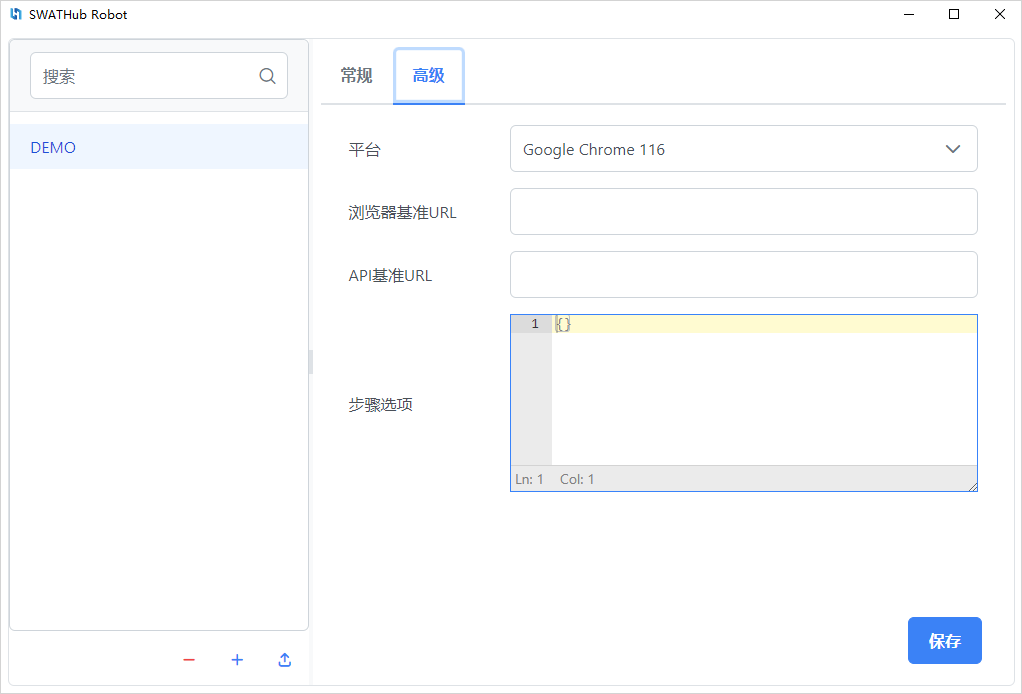 SWATHub Robot
搜索
DEMO
常规 高级
平台
Google Chrome 116
浏览器基准URL
API基准URL
步骤选项
1 {}
Ln: 1 Col: 1
保存